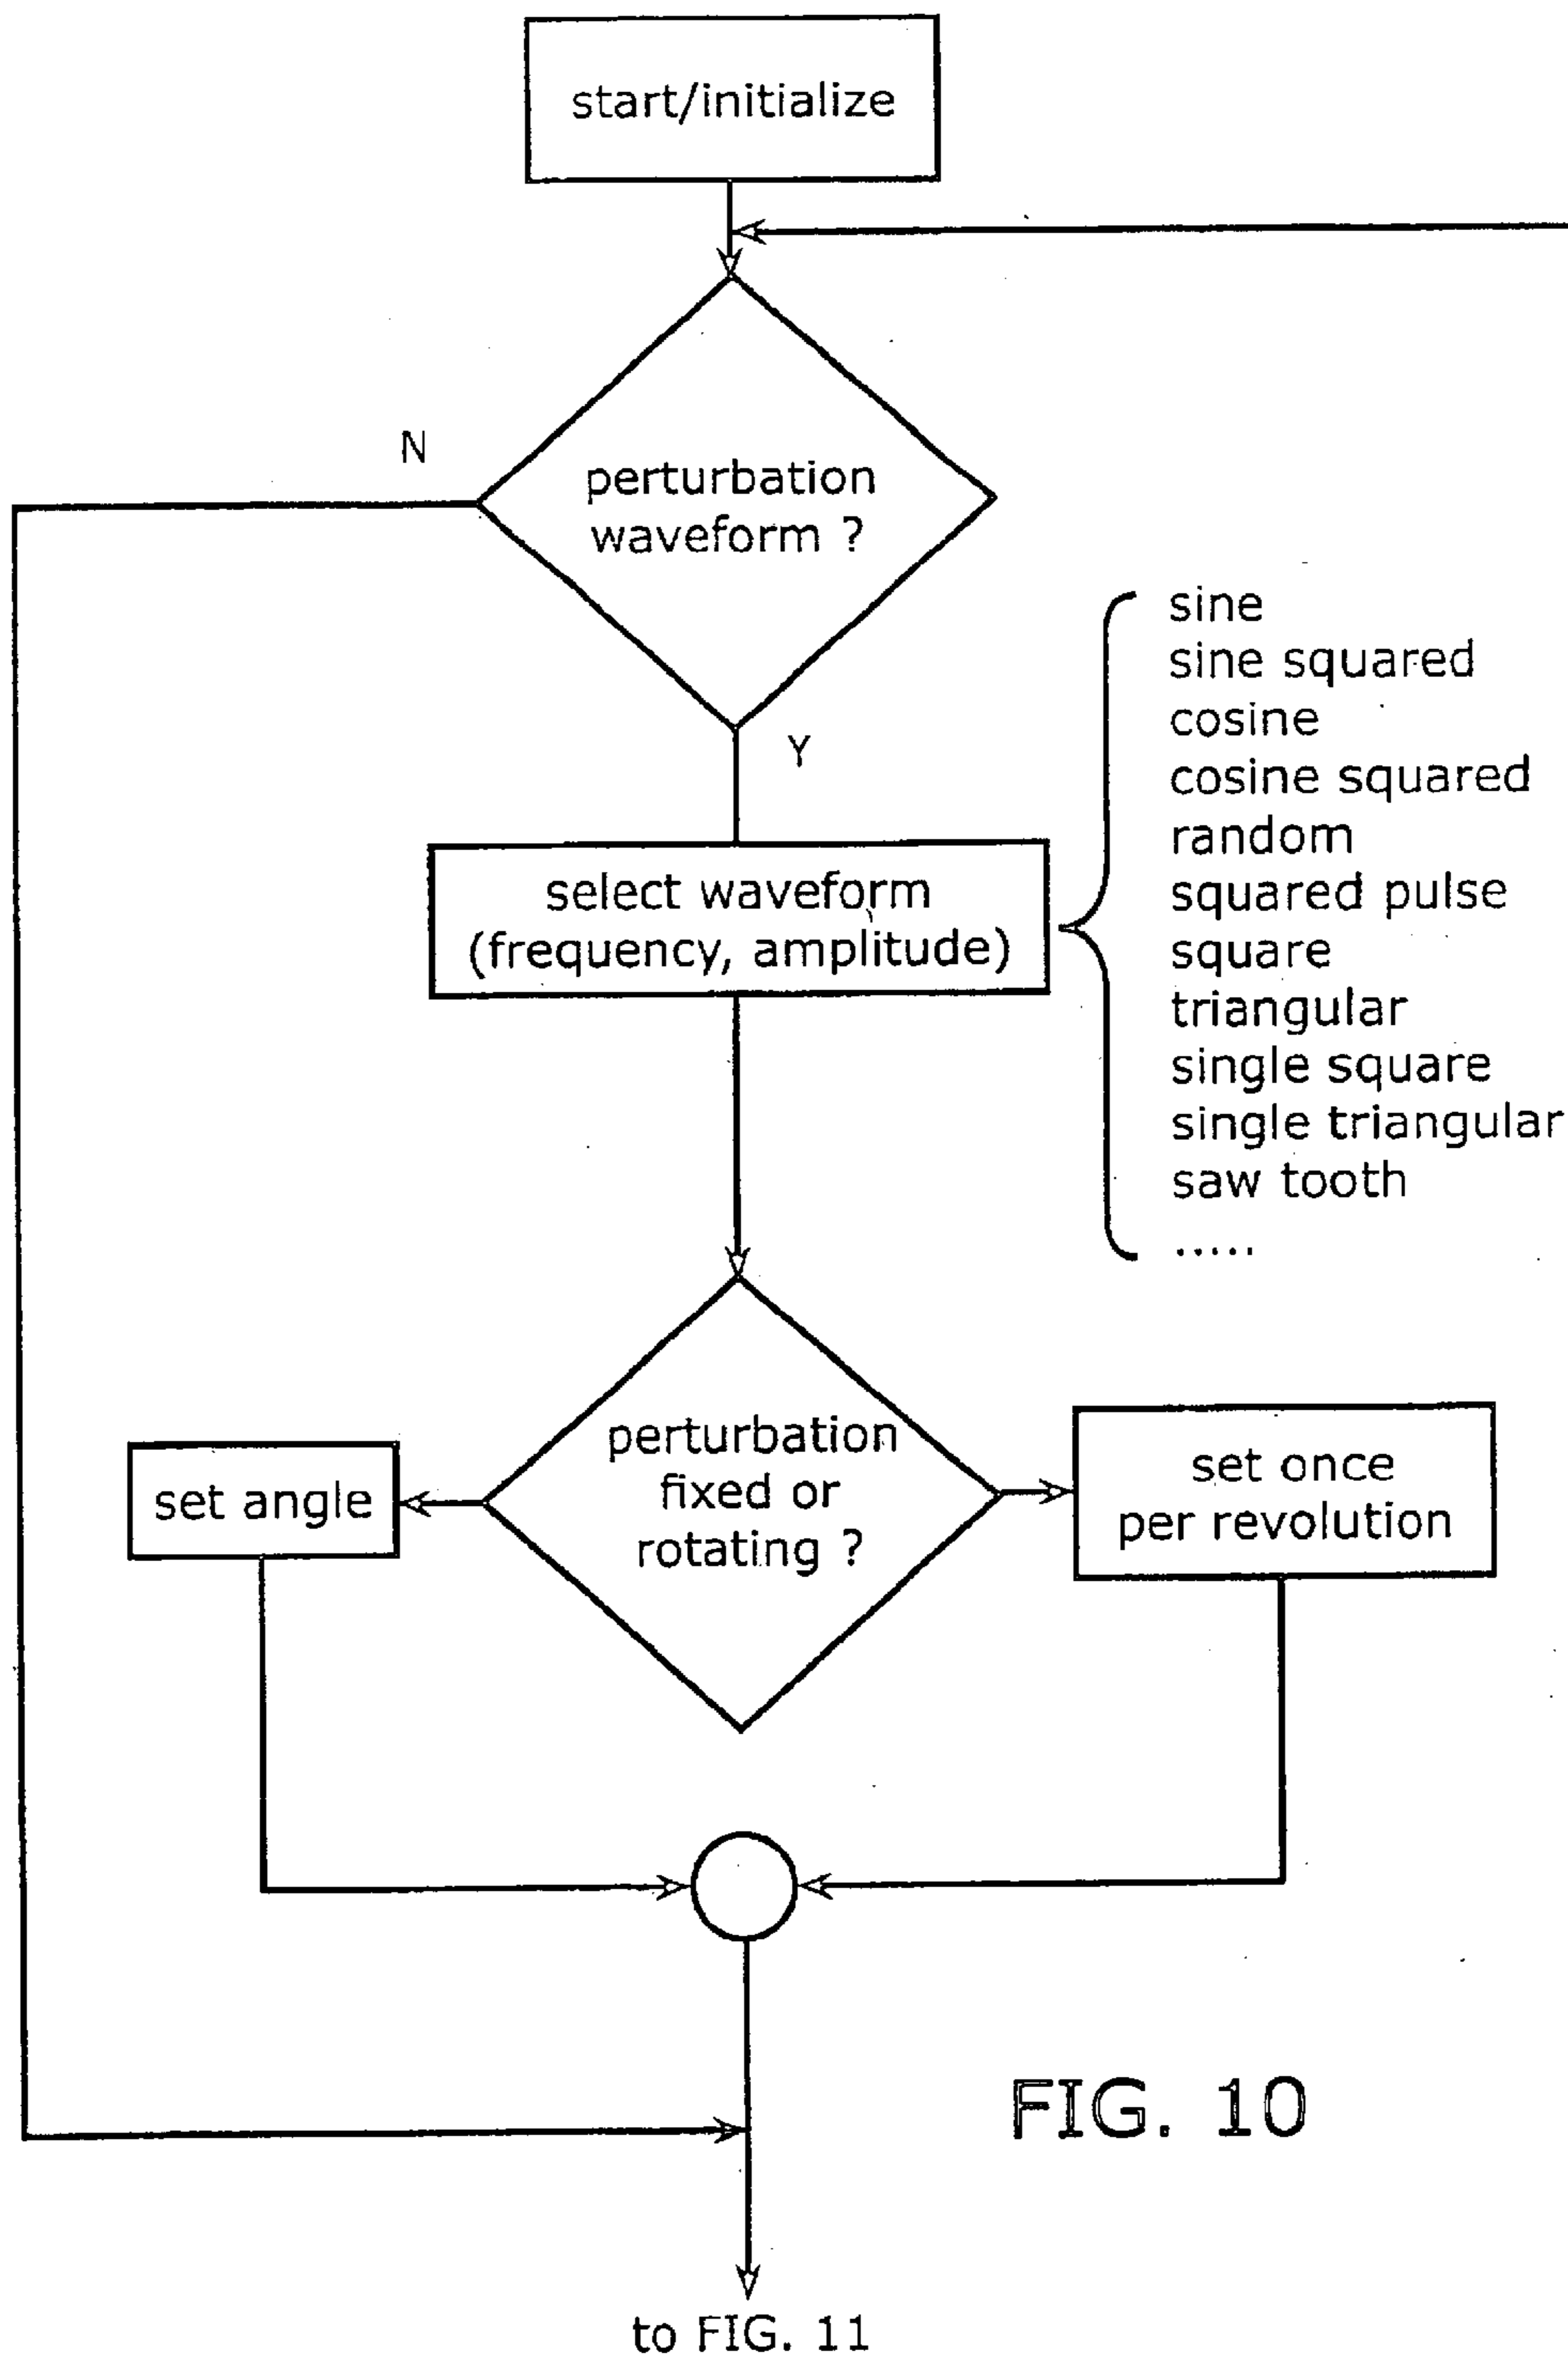 start/initialize
N
perturbation
waveform ?
Y
sine
sine squared
cosine
cosine squared
random
squared pulse
square
triangular
single square
single triangular
saw tooth
.....
select waveform
(frequency, amplitude)
perturbation
fixed or
rotating ?
set angle
set once
per revolution
FIG. 10
to FIG. 11